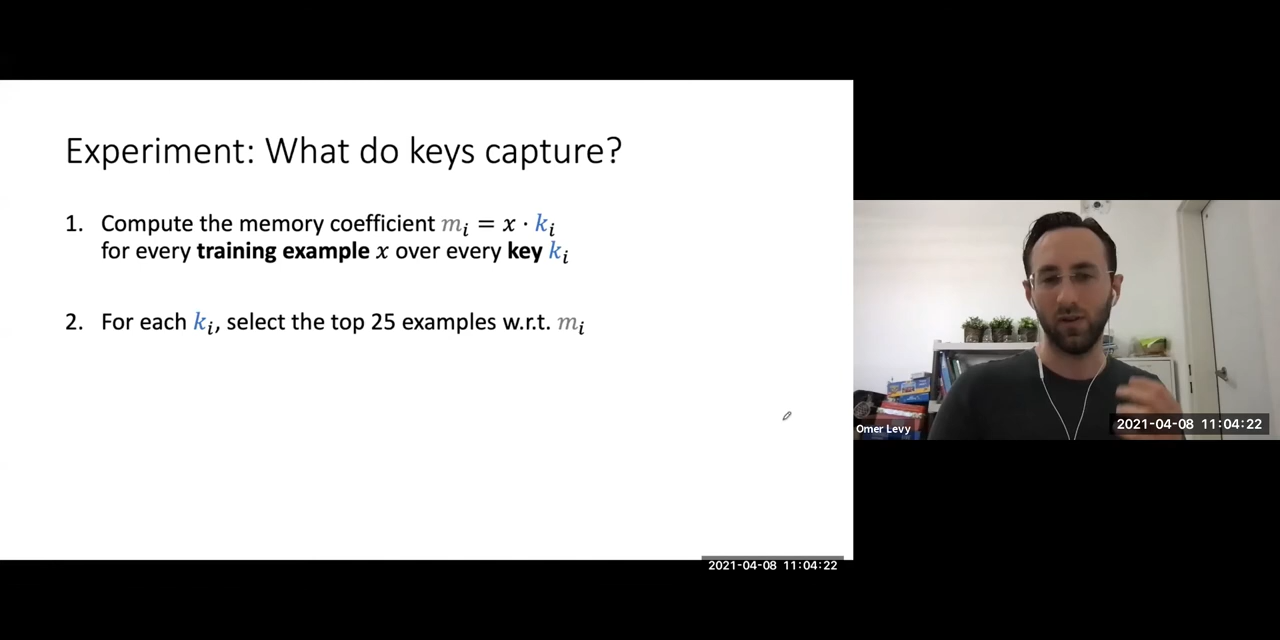 Experiment: What do keys capture?
1. Compute the memory coefficient mᵢ = x · kᵢ
for every training example x over every key kᵢ
2. For each kᵢ, select the top 25 examples w.r.t. mᵢ
Omer Levy
2021-04-08 11:04:22
2021-04-08 11:04:22